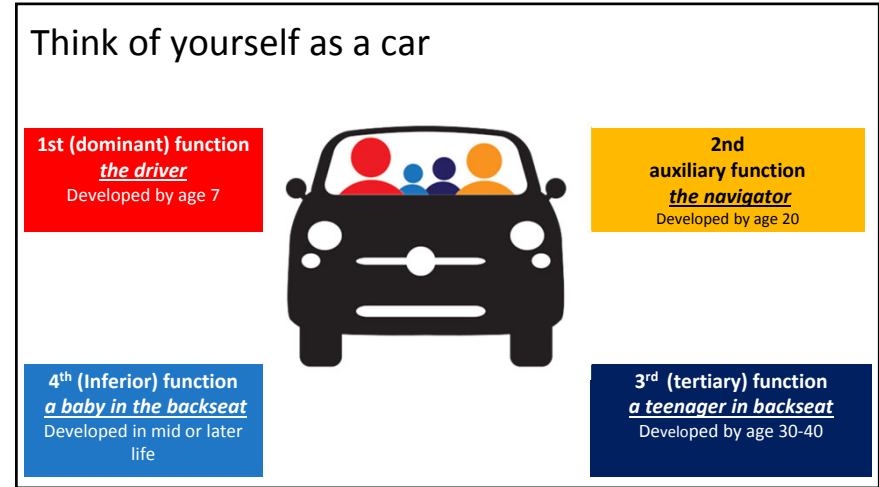 Think of yourself as a car
1st (dominant) function
the driver
Developed by age 7
2nd
auxiliary function
the navigator
Developed by age 20
4th (Inferior) function
a baby in the backseat
Developed in mid or later
life
3rd (tertiary) function
a teenager in backseat
Developed by age 30-40